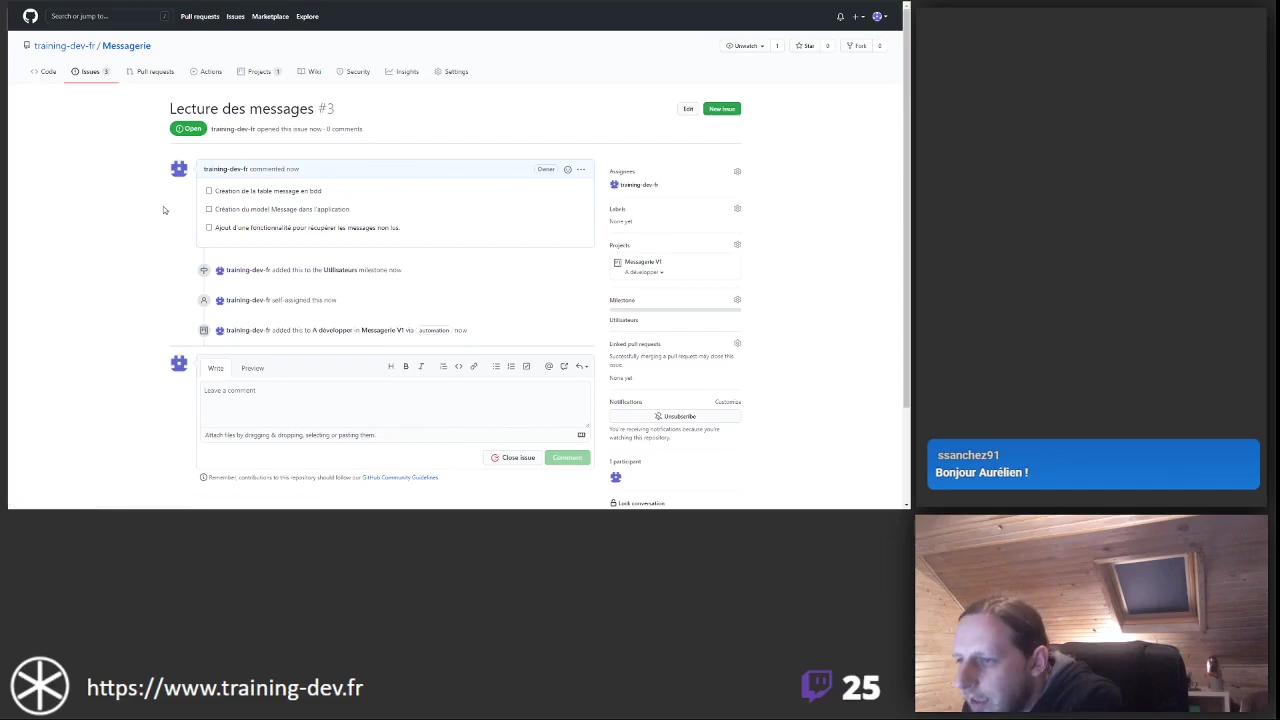 Search or jump to...
/
Pull requests
Issues
Marketplace
Explore
training-dev-fr / Messagerie
Unwatch
1
Star
0
Fork
0
Code
Issues 3
Pull requests
Actions
Projects 1
Wiki
Security
Insights
Settings
Lecture des messages #3
Edit
New issue
Open
training-dev-fr opened this issue now · 0 comments
training-dev-fr commented now
Owner
Création de la table message en bdd
Création du model Message dans l'application
Ajout d'une fonctionnalité pour récupérer les messages non lus.
training-dev-fr added this to the Utilisateurs milestone now
training-dev-fr self-assigned this now
training-dev-fr added this to A développer in Messagerie V1 via automation now
Write
Preview
Leave a comment
Attach files by dragging & dropping, selecting or pasting them.
Close issue
Comment
Remember, contributions to this repository should follow our GitHub Community Guidelines.
Assignees
training-dev-fr
Labels
None yet
Projects
Messagerie V1
A développer
Milestone
Utilisateurs
Linked pull requests
Successfully merging a pull request may close this
issue.
None yet
Notifications
Customize
Unsubscribe
You're receiving notifications because you're
watching this repository.
1 participant
Lock conversation
ssanchez91
Bonjour Aurélien !
https://www.training-dev.fr
25